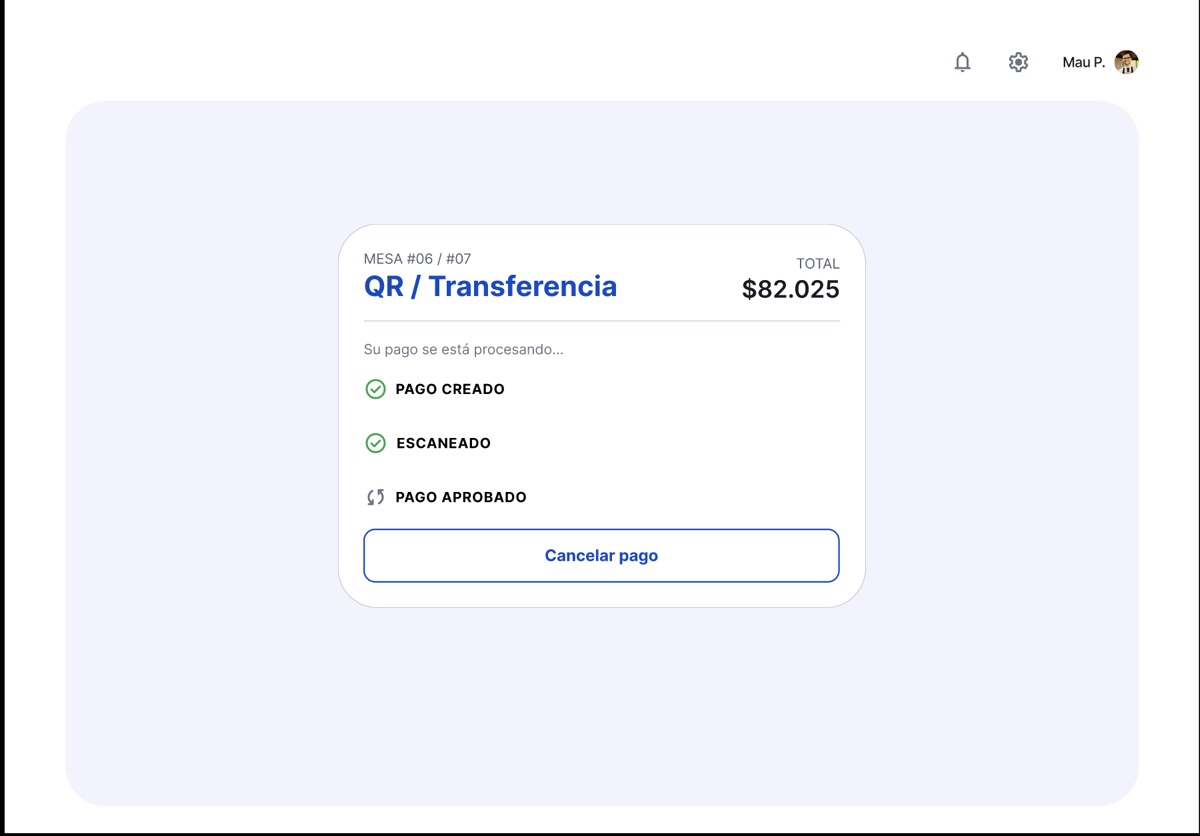 Mau P.
MESA #06 / #07
QR / Transferencia
TOTAL
$82.025
Su pago se está procesando...
PAGO CREADO
ESCANEADO
PAGO APROBADO
Cancelar pago